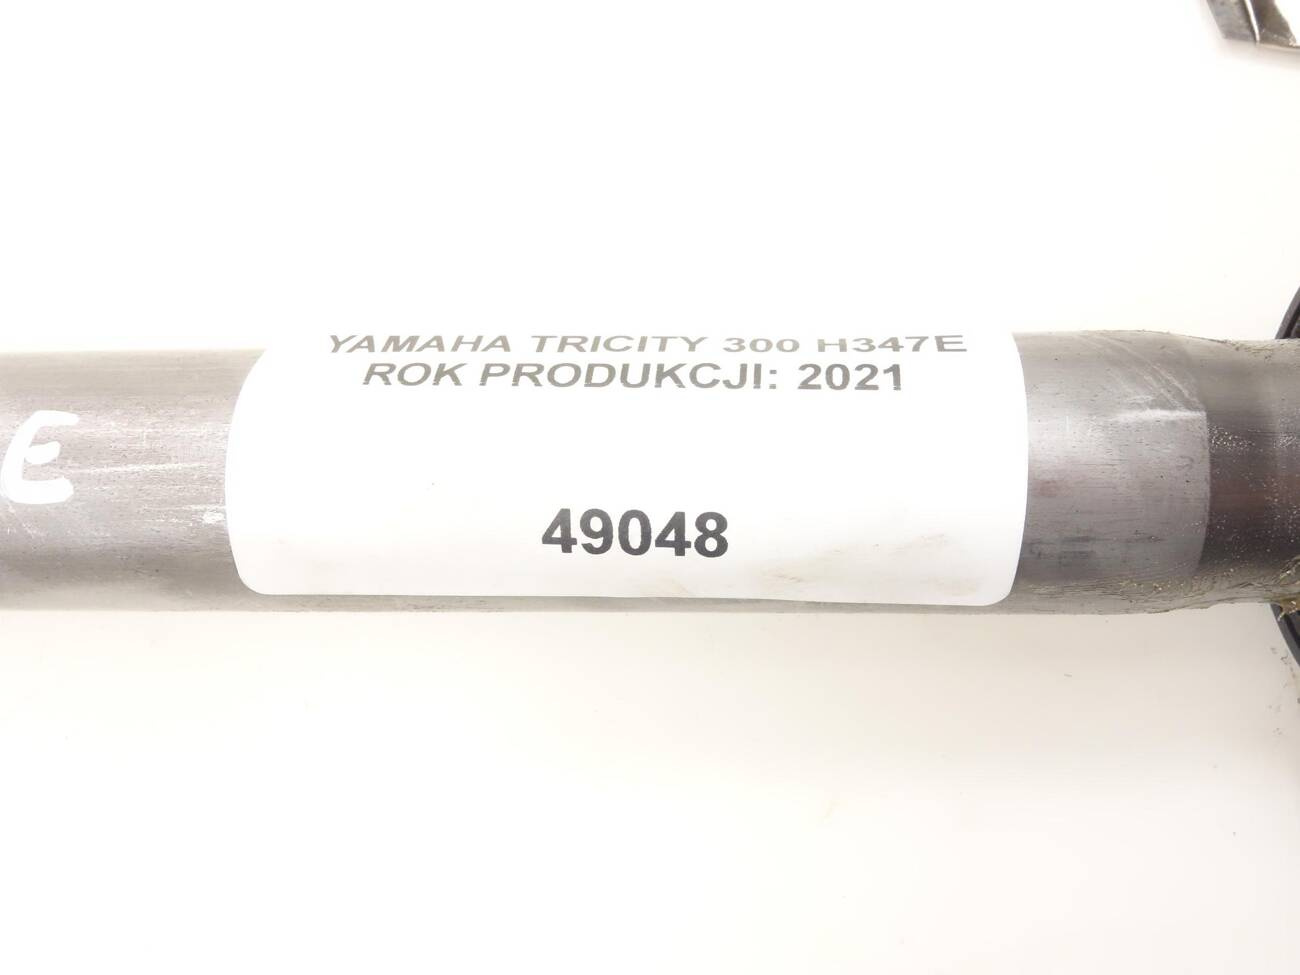 YAMAHA TRICITY 300 H347E
ROK PRODUKCJI: 2021
E
49048